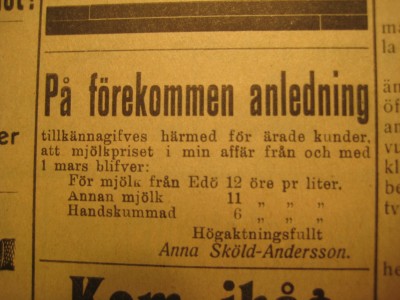 På förekommen anledning
tillkännagifves härmed för ärade kunder,
att mjölkpriset i min affär från och med
1 mars blifver:
För mjölk från Edö 12 öre pr liter.
Annan mjölk 11 „ „ „
Handskummad 6 „ „ „
Högaktningsfullt
Anna Sköld-Andersson.